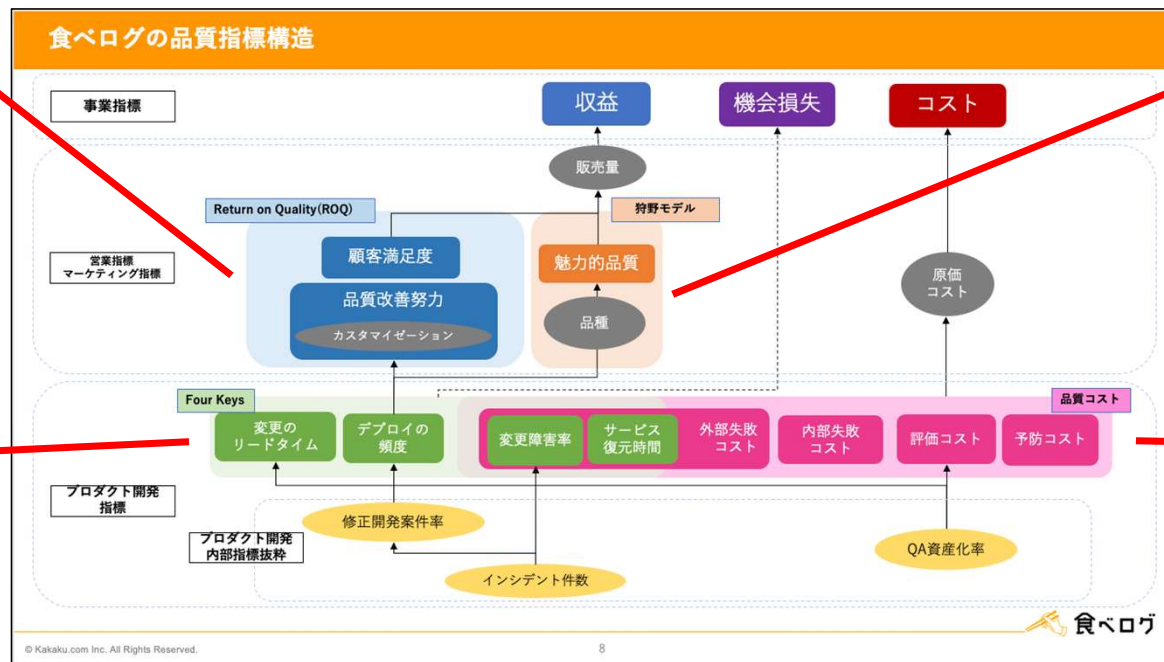 食べログの品質指標構造
事業指標
収益
機会損失
コスト
販売量
Return on Quality(ROQ)
狩野モデル
営業指標
マーケティング指標
顧客満足度
魅力的品質
原価
コスト
品質改善努力
カスタマイゼーション
品種
Four Keys
品質コスト
変更の
リードタイム
デプロイの
頻度
変更障害率
サービス
復元時間
外部失敗
コスト
内部失敗
コスト
評価コスト
予防コスト
プロダクト開発
指標
プロダクト開発
内部指標抜粋
修正開発案件率
QA資産化率
インシデント件数
食べログ
© Kakaku.com Inc. All Rights Reserved.
8